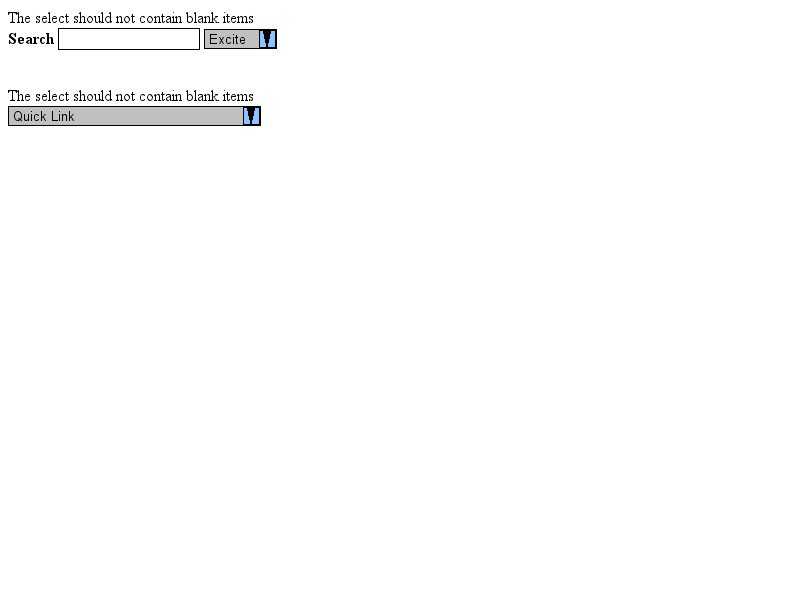 The select should not contain blank items
Search Excite
The select should not contain blank items
Quick Link